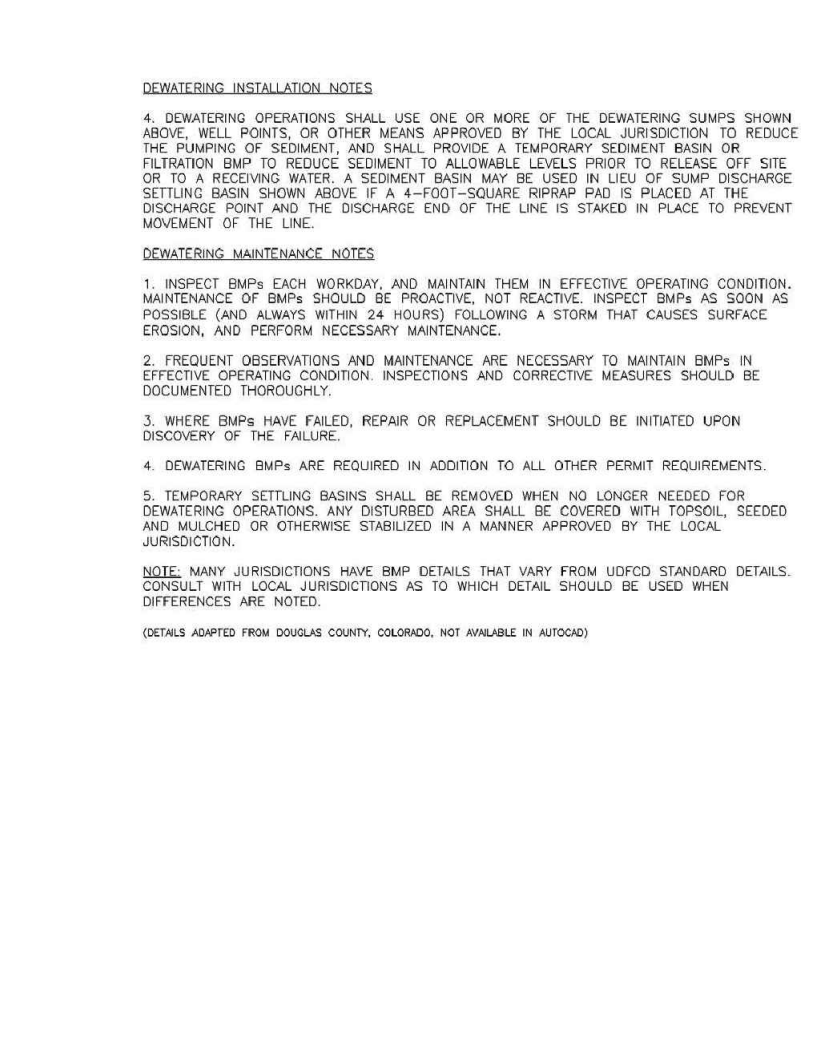 DEWATERING INSTALLATION NOTES
4. DEWATERING OPERATIONS SHALL USE ONE OR MORE OF THE DEWATERING SUMPS SHOWN
ABOVE, WELL POINTS, OR OTHER MEANS APPROVED BY THE LOCAL JURISDICTION TO REDUCE
THE PUMPING OF SEDIMENT, AND SHALL PROVIDE A TEMPORARY SEDIMENT BASIN OR
FILTRATION BMP TO REDUCE SEDIMENT TO ALLOWABLE LEVELS PRIOR TO RELEASE OFF SITE
OR TO A RECEIVING WATER. A SEDIMENT BASIN MAY BE USED IN LIEU OF SUMP DISCHARGE
SETTLING BASIN SHOWN ABOVE IF A 4-FOOT-SQUARE RIPRAP PAD IS PLACED AT THE
DISCHARGE POINT AND THE DISCHARGE END OF THE LINE IS STAKED IN PLACE TO PREVENT
MOVEMENT OF THE LINE.
DEWATERING MAINTENANCE NOTES
1. INSPECT BMPs EACH WORKDAY, AND MAINTAIN THEM IN EFFECTIVE OPERATING CONDITION.
MAINTENANCE OF BMPs SHOULD BE PROACTIVE, NOT REACTIVE. INSPECT BMPs AS SOON AS
POSSIBLE (AND ALWAYS WITHIN 24 HOURS) FOLLOWING A STORM THAT CAUSES SURFACE
EROSION, AND PERFORM NECESSARY MAINTENANCE.
2. FREQUENT OBSERVATIONS AND MAINTENANCE ARE NECESSARY TO MAINTAIN BMPs IN
EFFECTIVE OPERATING CONDITION. INSPECTIONS AND CORRECTIVE MEASURES SHOULD BE
DOCUMENTED THOROUGHLY.
3. WHERE BMPs HAVE FAILED, REPAIR OR REPLACEMENT SHOULD BE INITIATED UPON
DISCOVERY OF THE FAILURE.
4. DEWATERING BMPs ARE REQUIRED IN ADDITION TO ALL OTHER PERMIT REQUIREMENTS.
5. TEMPORARY SETTLING BASINS SHALL BE REMOVED WHEN NO LONGER NEEDED FOR
DEWATERING OPERATIONS. ANY DISTURBED AREA SHALL BE COVERED WITH TOPSOIL, SEEDED
AND MULCHED OR OTHERWISE STABILIZED IN A MANNER APPROVED BY THE LOCAL
JURISDICTION.
NOTE: MANY JURISDICTIONS HAVE BMP DETAILS THAT VARY FROM UDFCD STANDARD DETAILS.
CONSULT WITH LOCAL JURISDICTIONS AS TO WHICH DETAIL SHOULD BE USED WHEN
DIFFERENCES ARE NOTED.
(DETAILS ADAPTED FROM DOUGLAS COUNTY, COLORADO, NOT AVAILABLE IN AUTOCAD)